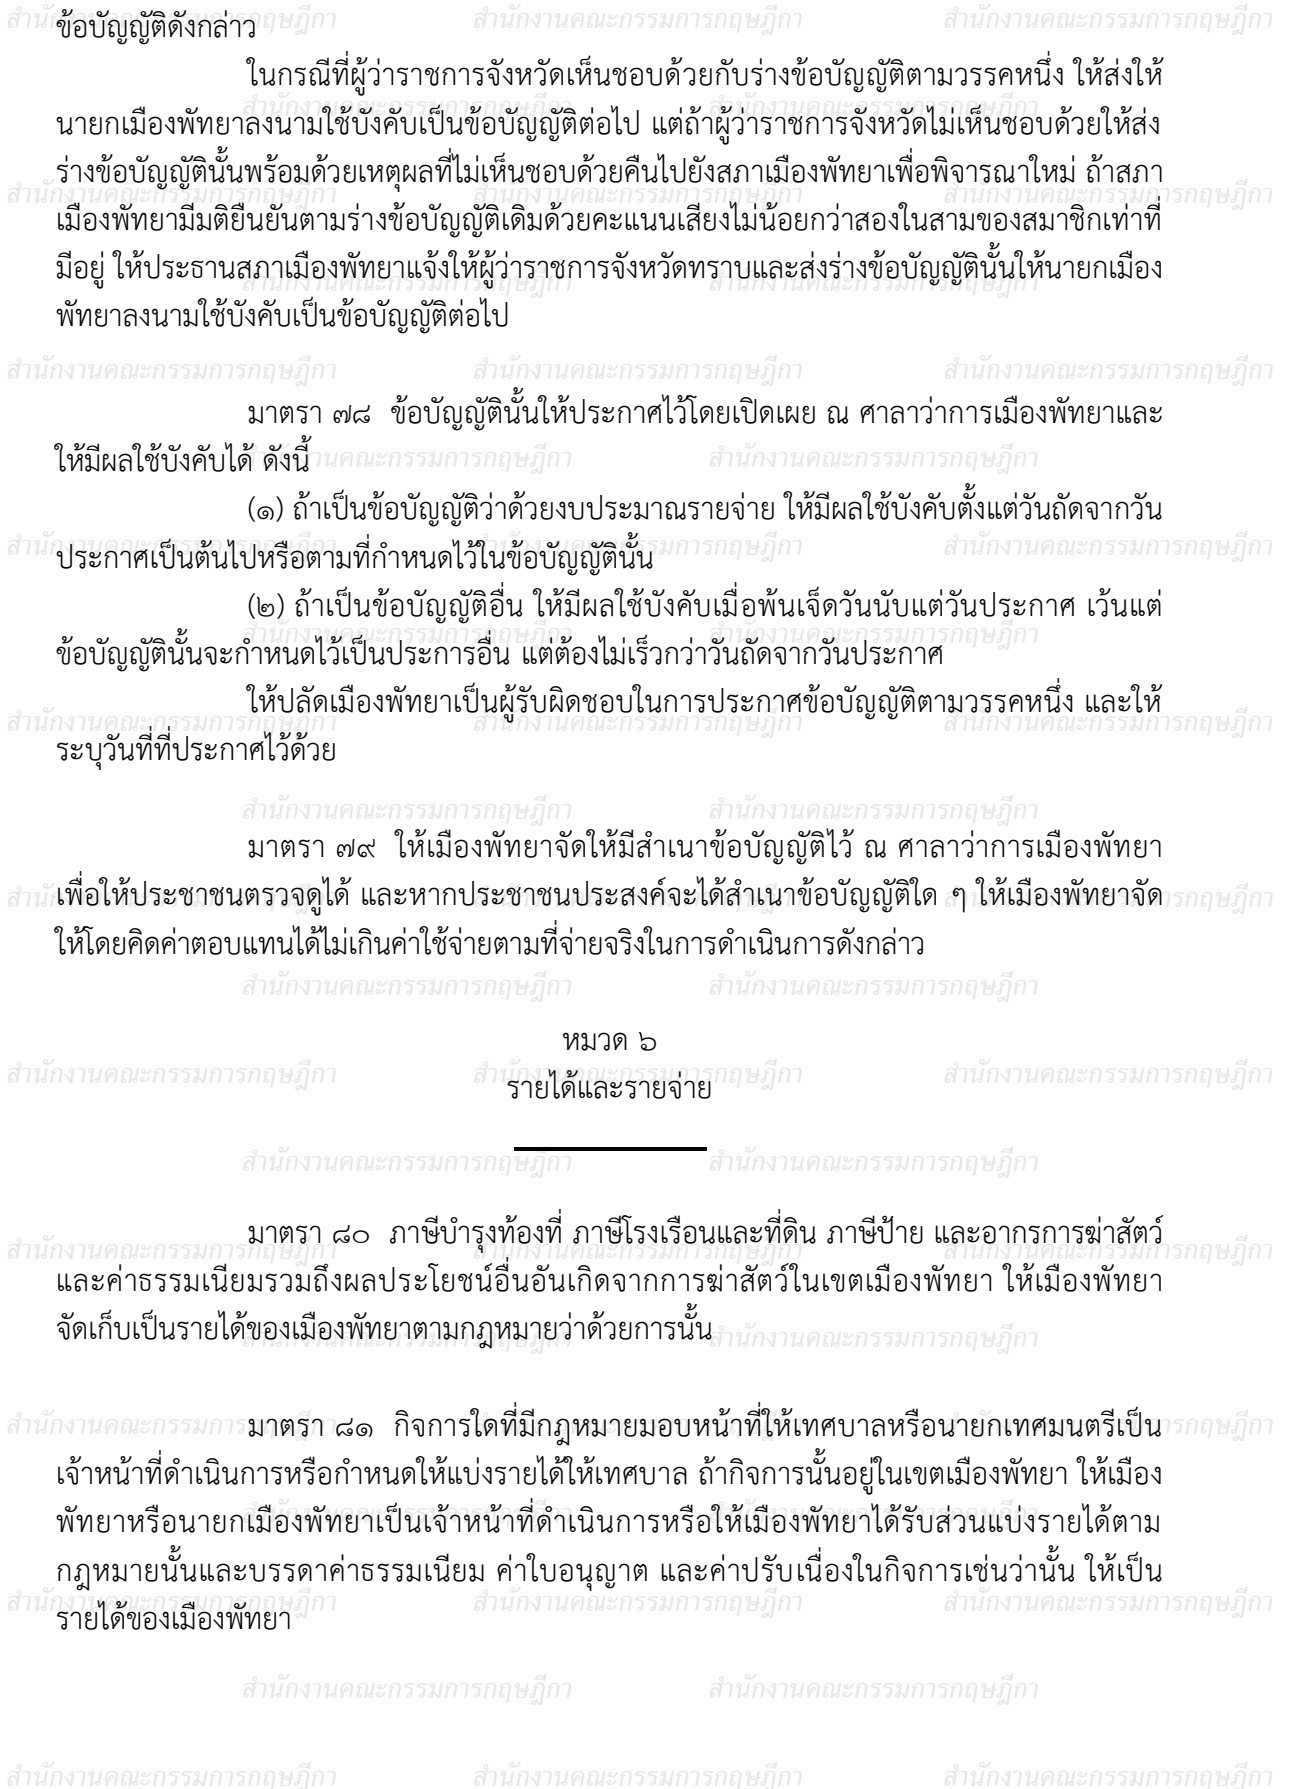 ข้อบัญญัติดังกล่าว
ในกรณีที่ผู้ว่าราชการจังหวัดเห็นชอบด้วยกับร่างข้อบัญญัติตามวรรคหนึ่ง ให้ส่งให้
นายกเมืองพัทยาลงนามใช้บังคับเป็นข้อบัญญัติต่อไป แต่ถ้าผู้ว่าราชการจังหวัดไม่เห็นชอบด้วยให้ส่ง
ร่างข้อบัญญัตินั้นพร้อมด้วยเหตุผลที่ไม่เห็นชอบด้วยคืนไปยังสภาเมืองพัทยาเพื่อพิจารณาใหม่ ถ้าสภา
เมืองพัทยามีมติยืนยันตามร่างข้อบัญญัติเดิมด้วยคะแนนเสียงไม่น้อยกว่าสองในสามของสมาชิกเท่าที่
มีอยู่ ให้ประธานสภาเมืองพัทยาแจ้งให้ผู้ว่าราชการจังหวัดทราบและส่งร่างข้อบัญญัตินั้นให้นายกเมือง
พัทยาลงนามใช้บังคับเป็นข้อบัญญัติต่อไป
มาตรา ๗๘ ข้อบัญญัตินั้นให้ประกาศไว้โดยเปิดเผย ณ ศาลาว่าการเมืองพัทยาและ
ให้มีผลใช้บังคับได้ ดังนี้
(๑) ถ้าเป็นข้อบัญญัติว่าด้วยงบประมาณรายจ่าย ให้มีผลใช้บังคับตั้งแต่วันถัดจากวัน
ประกาศเป็นต้นไปหรือตามที่กำหนดไว้ในข้อบัญญัตินั้น
(๒) ถ้าเป็นข้อบัญญัติอื่น ให้มีผลใช้บังคับเมื่อพ้นเจ็ดวันนับแต่วันประกาศ เว้นแต่
ข้อบัญญัตินั้นจะกำหนดไว้เป็นประการอื่น แต่ต้องไม่เร็วกว่าวันถัดจากวันประกาศ
ให้ปลัดเมืองพัทยาเป็นผู้รับผิดชอบในการประกาศข้อบัญญัติตามวรรคหนึ่ง และให้
ระบุวันที่ที่ประกาศไว้ด้วย
มาตรา ๗๙ ให้เมืองพัทยาจัดให้มีสำเนาข้อบัญญัติไว้ ณ ศาลาว่าการเมืองพัทยา
เพื่อให้ประชาชนตรวจดูได้ และหากประชาชนประสงค์จะได้สำเนาข้อบัญญัติใด ๆ ให้เมืองพัทยาจัด
ให้โดยคิดค่าตอบแทนได้ไม่เกินค่าใช้จ่ายตามที่จ่ายจริงในการดำเนินการดังกล่าว
หมวด ๖
รายได้และรายจ่าย
มาตรา ๘๐ ภาษีบำรุงท้องที่ ภาษีโรงเรือนและที่ดิน ภาษีป้าย และอากรการฆ่าสัตว์
และค่าธรรมเนียมรวมถึงผลประโยชน์อื่นอันเกิดจากการฆ่าสัตว์ในเขตเมืองพัทยา ให้เมืองพัทยา
จัดเก็บเป็นรายได้ของเมืองพัทยาตามกฎหมายว่าด้วยการนั้น
มาตรา ๘๑ กิจการใดที่มีกฎหมายมอบหน้าที่ให้เทศบาลหรือนายกเทศมนตรีเป็น
เจ้าหน้าที่ดำเนินการหรือกำหนดให้แบ่งรายได้ให้เทศบาล ถ้ากิจการนั้นอยู่ในเขตเมืองพัทยา ให้เมือง
พัทยาหรือนายกเมืองพัทยาเป็นเจ้าหน้าที่ดำเนินการหรือให้เมืองพัทยาได้รับส่วนแบ่งรายได้ตาม
กฎหมายนั้นและบรรดาค่าธรรมเนียม ค่าใบอนุญาต และค่าปรับเนื่องในกิจการเช่นว่านั้น ให้เป็น
รายได้ของเมืองพัทยา
สำนักงานคณะกรรมการกฤษฎีกา